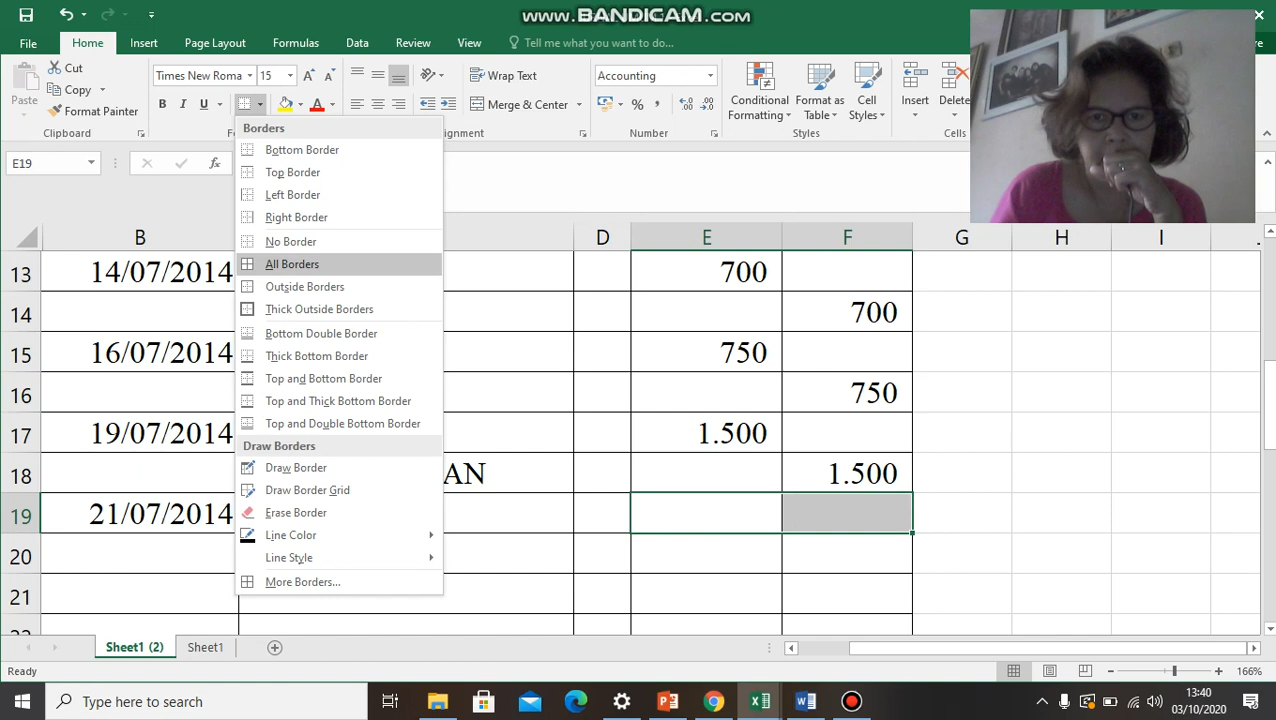 www.BANDICAM.com
File Home Insert Page Layout Formulas Data Review View Tell me what you want to do...
Paste Cut Copy Format Painter Clipboard
Times New Roma 15 B I U A
Wrap Text Merge & Center
Accounting % , Number
Conditional Formatting Format as Table Cell Styles Styles
Insert Delete Cells
E19 fx
Borders
Bottom Border
Top Border
Left Border
Right Border
No Border
All Borders
Outside Borders
Thick Outside Borders
Bottom Double Border
Thick Bottom Border
Top and Bottom Border
Top and Thick Bottom Border
Top and Double Bottom Border
Draw Borders
Draw Border
Draw Border Grid
Erase Border
Line Color
Line Style
More Borders...
B D E F G H I
13 14/07/2014 700
14 700
15 16/07/2014 750
16 750
17 19/07/2014 1.500
18 AN 1.500
19 21/07/2014
20
21
Sheet1 (2) Sheet1
Ready 166%
Type here to search
13:40
03/10/2020